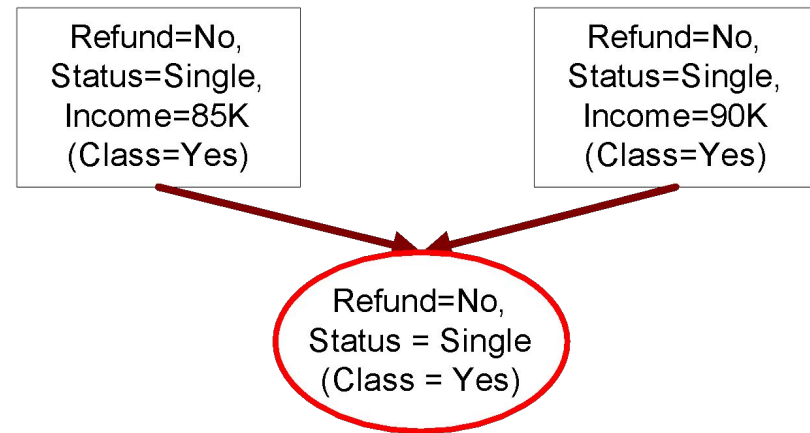 Refund=No,
Status=Single,
Income=85K
(Class=Yes)
Refund=No,
Status=Single,
Income=90K
(Class=Yes)
Refund=No,
Status = Single
(Class = Yes)